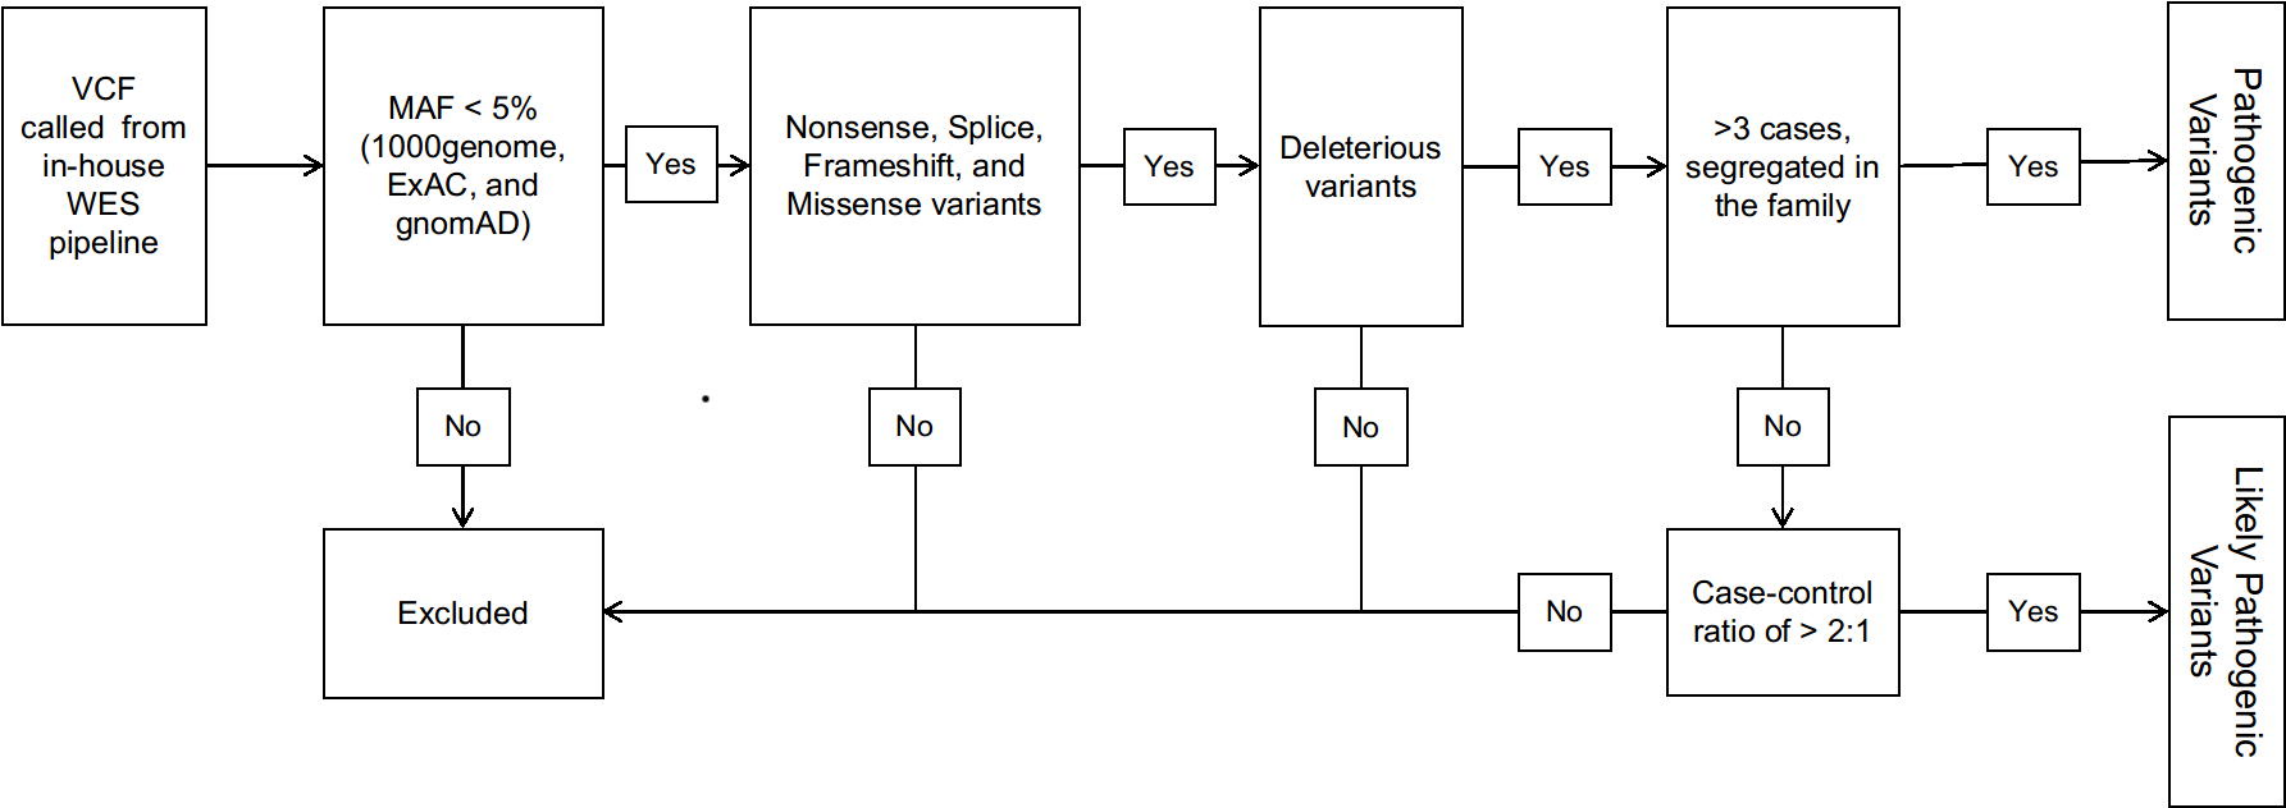 VCF
called from
in-house
WES
pipeline
MAF < 5%
(1000genome,
ExAC, and
gnomAD)
Yes
Nonsense, Splice,
Frameshift, and
Missense variants
Yes
Deleterious
variants
Yes
>3 cases,
segregated in
the family
Yes
Pathogenic
Variants
No
No
No
No
Excluded
No
Case-control
ratio of > 2:1
Yes
Likely Pathogenic
Variants